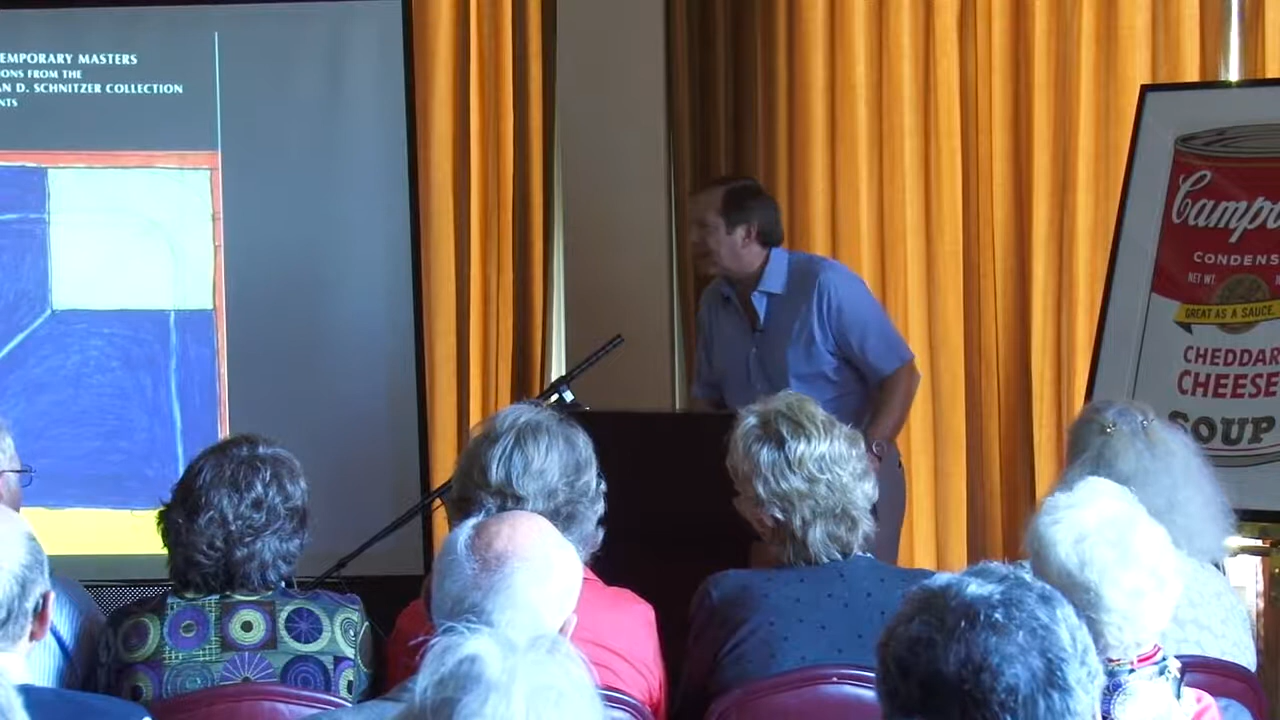 EMPORARY MASTERS
ONS FROM THE
AN D. SCHNITZER COLLECTION
NTS
Campb
CONDENS
NET WT.
GREAT AS A SAUCE.
CHEDDAR
CHEESE
SOUP